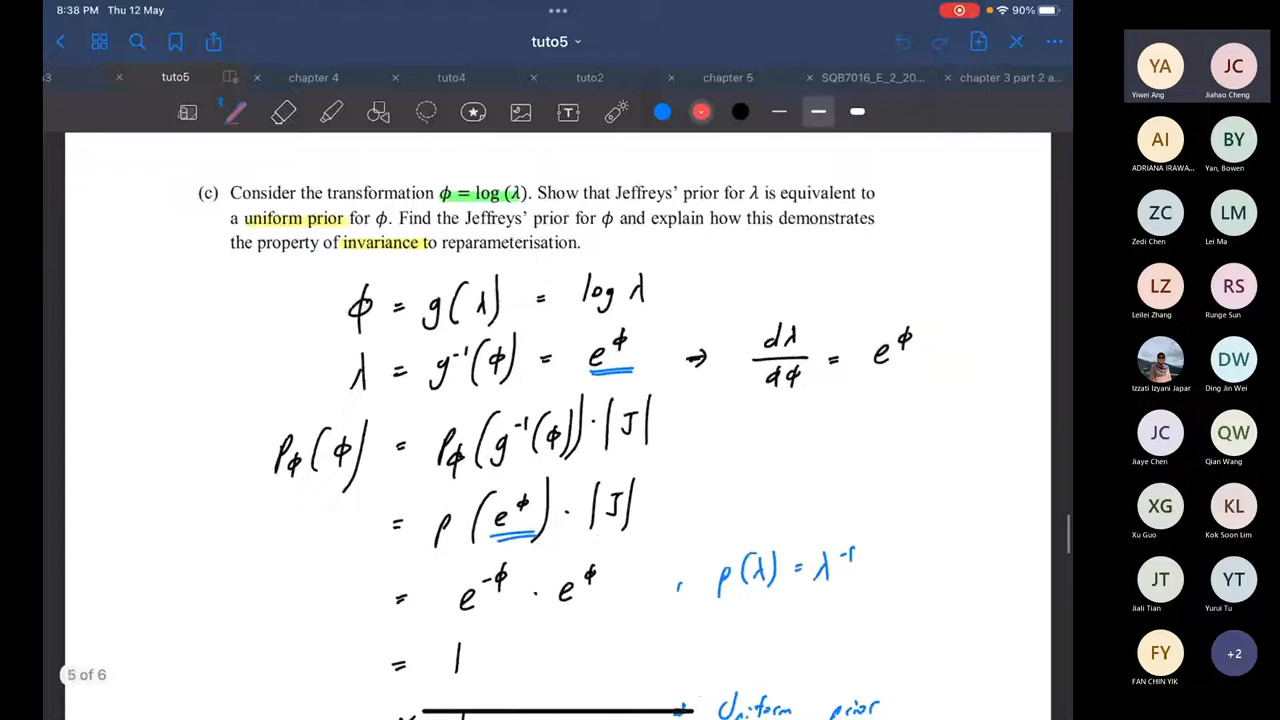 8:38 PM Thu 12 May
90%
tuto5
tuto5
chapter 4
tuto4
tuto2
chapter 5
SQB7016_E_2_20...
chapter 3 part 2 a...
(c) Consider the transformation ϕ = log (λ). Show that Jeffreys' prior for λ is equivalent to
a uniform prior for ϕ. Find the Jeffreys' prior for ϕ and explain how this demonstrates
the property of invariance to reparameterisation.
ϕ = g(λ) = log λ
λ = g⁻¹(ϕ) = e^ϕ → dλ/dϕ = e^ϕ
P_ϕ(ϕ) = P_ϕ(g⁻¹(ϕ)) · |J|
= P(e^ϕ) · |J|
= e^-ϕ · e^ϕ , p(λ) = λ⁻¹
= 1
→ Uniform prior
5 of 6
YA
Yiwei Ang
JC
Jiahao Cheng
AI
ADRIANA IRAWA...
BY
Yan, Bowen
ZC
Zedi Chen
LM
Lei Ma
LZ
Leilei Zhang
RS
Runge Sun
Izzati Izyani Japar
DW
Ding Jin Wei
JC
Jiaye Chen
QW
Qian Wang
XG
Xu Guo
KL
Kok Soon Lim
JT
Jiali Tian
YT
Yurui Tu
FY
FAN CHIN YIK
+2